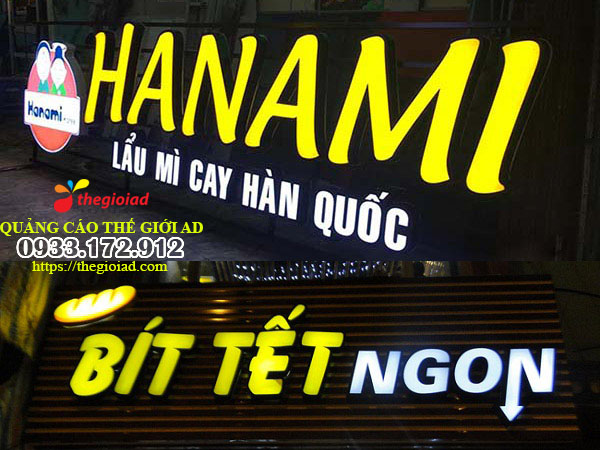 HANAMI
Hanami
LẨU MÌ CAY HÀN QUỐC
thegioiad
QUẢNG CÁO THẾ GIỚI AD
0933.172.912
https://thegioiad.com
BÍT TẾT NGON